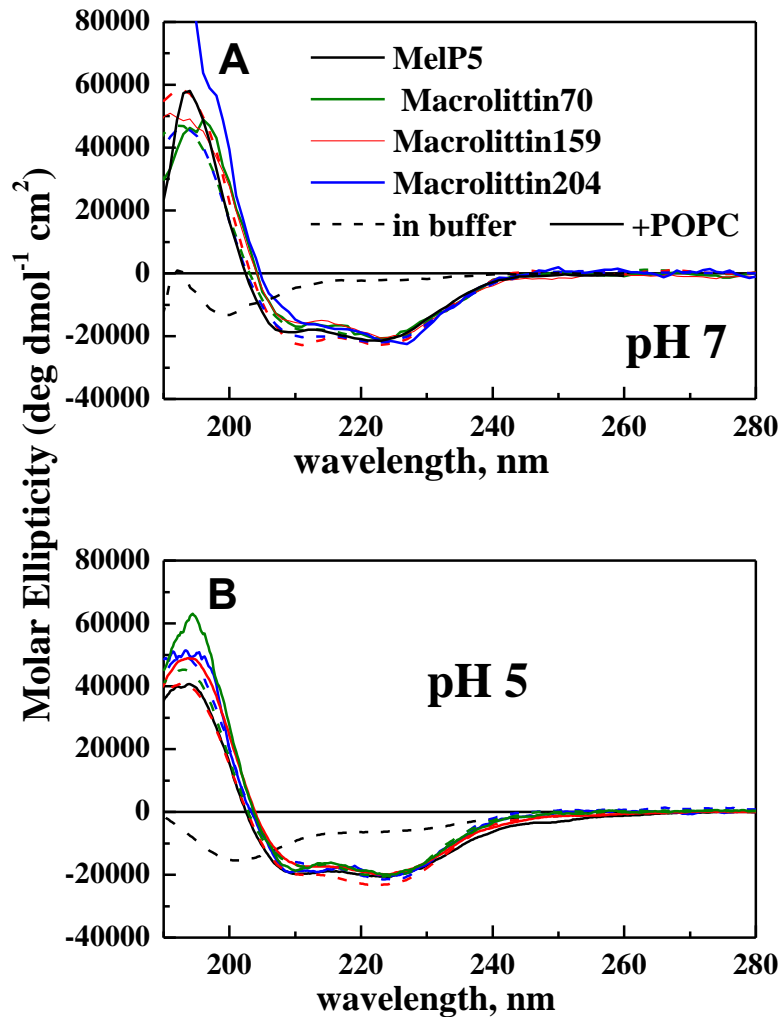 Molar Ellipticity (deg dmol-1 cm2)
80000
60000
40000
20000
0
-20000
-40000
A
MelP5
Macrolittin70
Macrolittin159
Macrolittin204
in buffer +POPC
pH 7
200 220 240 260 280
wavelength, nm
80000
60000
40000
20000
0
-20000
-40000
B
pH 5
200 220 240 260 280
wavelength, nm